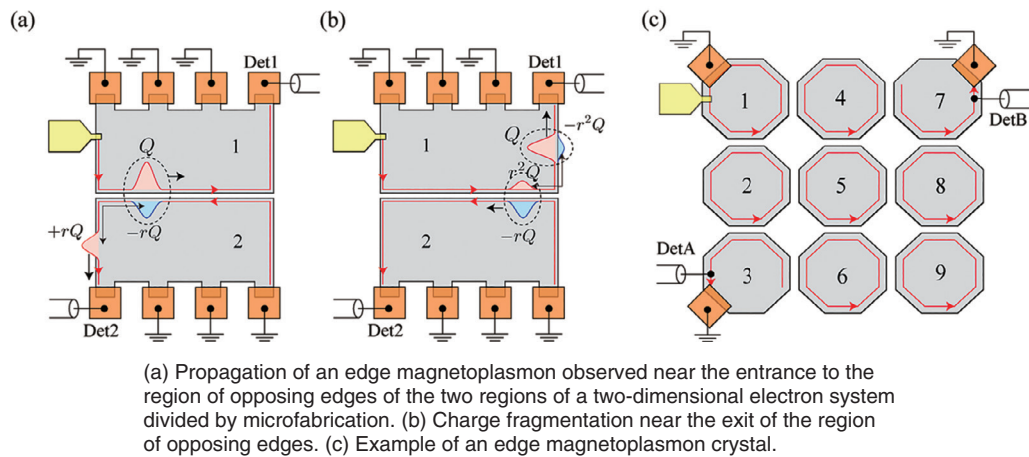 (a)
(b)
(c)
Det1
Det1
1
Q
−rQ
+rQ
2
Det2
1
Q
−r²Q
r²Q
−rQ
2
Det2
1
4
7
DetB
2
5
8
DetA
3
6
9
(a) Propagation of an edge magnetoplasmon observed near the entrance to the
region of opposing edges of the two regions of a two-dimensional electron system
divided by microfabrication. (b) Charge fragmentation near the exit of the region
of opposing edges. (c) Example of an edge magnetoplasmon crystal.